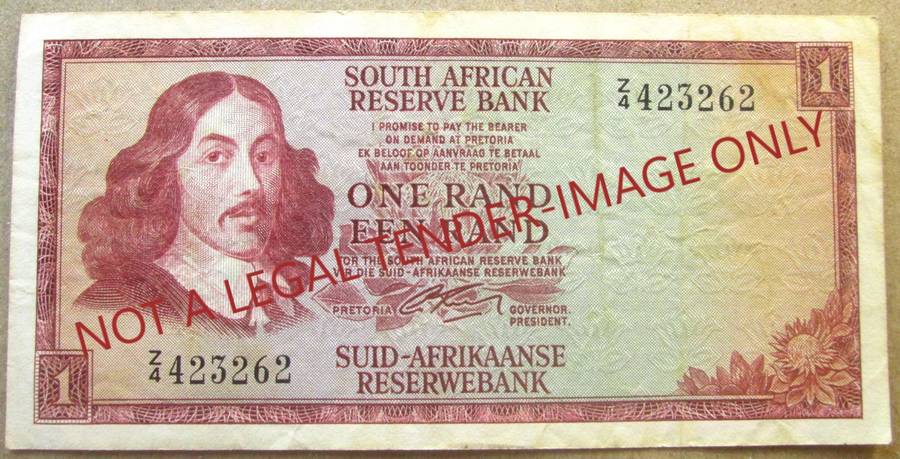 SOUTH AFRICAN
RESERVE BANK
Z/4 423262
1
I PROMISE TO PAY THE BEARER
ON DEMAND AT PRETORIA
EK BELOOF OP AANVRAAG TE BETAAL
AAN TOONDER TE PRETORIA
ONE RAND
EEN RAND
FOR THE SOUTH AFRICAN RESERVE BANK
VIR DIE SUID-AFRIKAANSE RESERWEBANK
PRETORIA GOVERNOR.
PRESIDENT.
NOT A LEGAL TENDER-IMAGE ONLY
Z/4 423262
SUID-AFRIKAANSE
RESERWEBANK
1